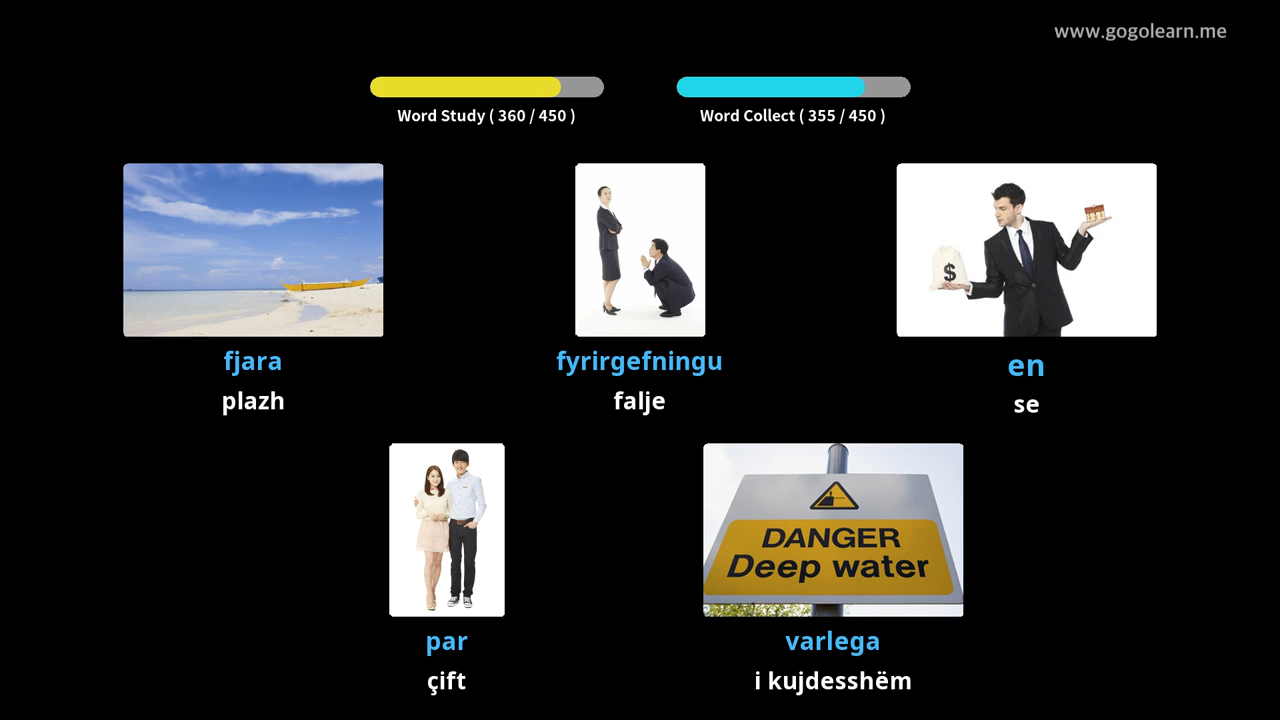 www.gogolearn.me
Word Study ( 360 / 450 )
Word Collect ( 355 / 450 )
$
fjara
plazh
fyrirgefningu
falje
en
se
DANGER
Deep water
par
çift
varlega
i kujdesshëm